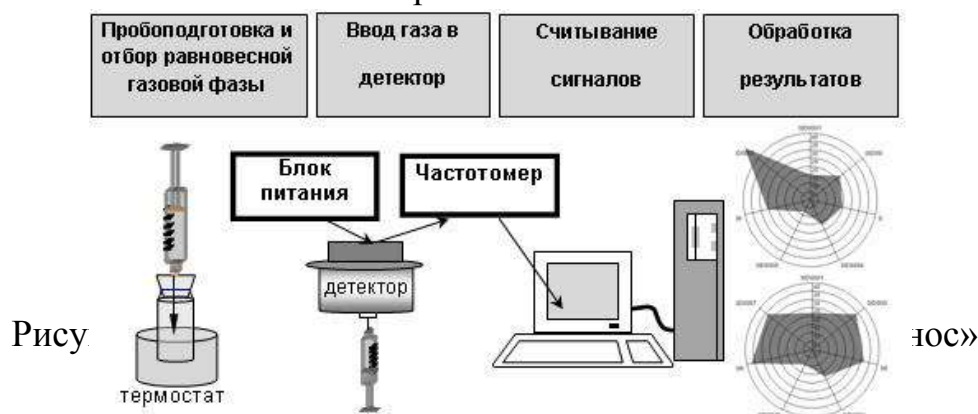 Пробоподготовка и
отбор равновесной
газовой фазы
Ввод газа в
детектор
Считывание
сигналов
Обработка
результатов
Блок
питания
Частотомер
детектор
термостат
Рису
нос»